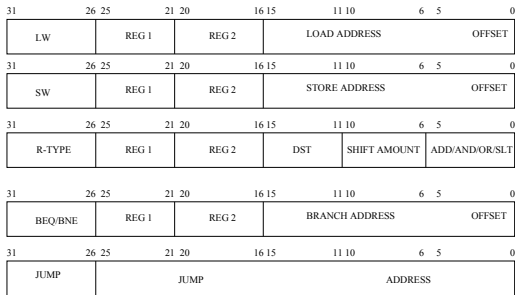 31 26 25 21 20 16 15 11 10 6 5 0
LW REG 1 REG 2 LOAD ADDRESS OFFSET
31 26 25 21 20 16 15 11 10 6 5 0
SW REG 1 REG 2 STORE ADDRESS OFFSET
31 26 25 21 20 16 15 11 10 6 5 0
R-TYPE REG 1 REG 2 DST SHIFT AMOUNT ADD/AND/OR/SLT
31 26 25 21 20 16 15 11 10 6 5 0
BEQ/BNE REG 1 REG 2 BRANCH ADDRESS OFFSET
31 26 25 21 20 16 15 11 10 6 5 0
JUMP JUMP ADDRESS